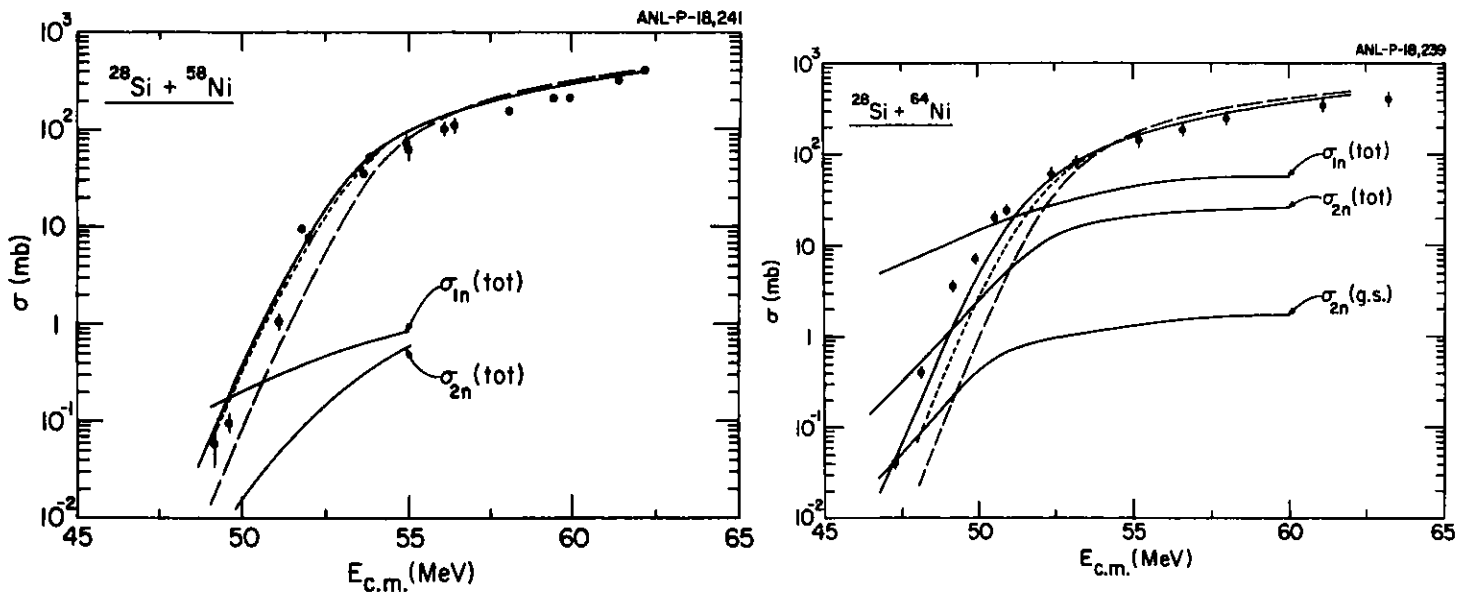 ANL-P-18,241
10³
²⁸Si + ⁵⁸Ni
10²
10
σ (mb)
σ₁ₙ(tot)
1
σ₂ₙ(tot)
10⁻¹
10⁻²
45 50 55 60 65
E_c.m. (MeV)
ANL-P-18,239
10³
²⁸Si + ⁶⁴Ni
σ₁ₙ(tot)
10²
σ₂ₙ(tot)
10
σ (mb)
σ₂ₙ(g.s.)
1
10⁻¹
10⁻²
45 50 55 60 65
E_c.m. (MeV)